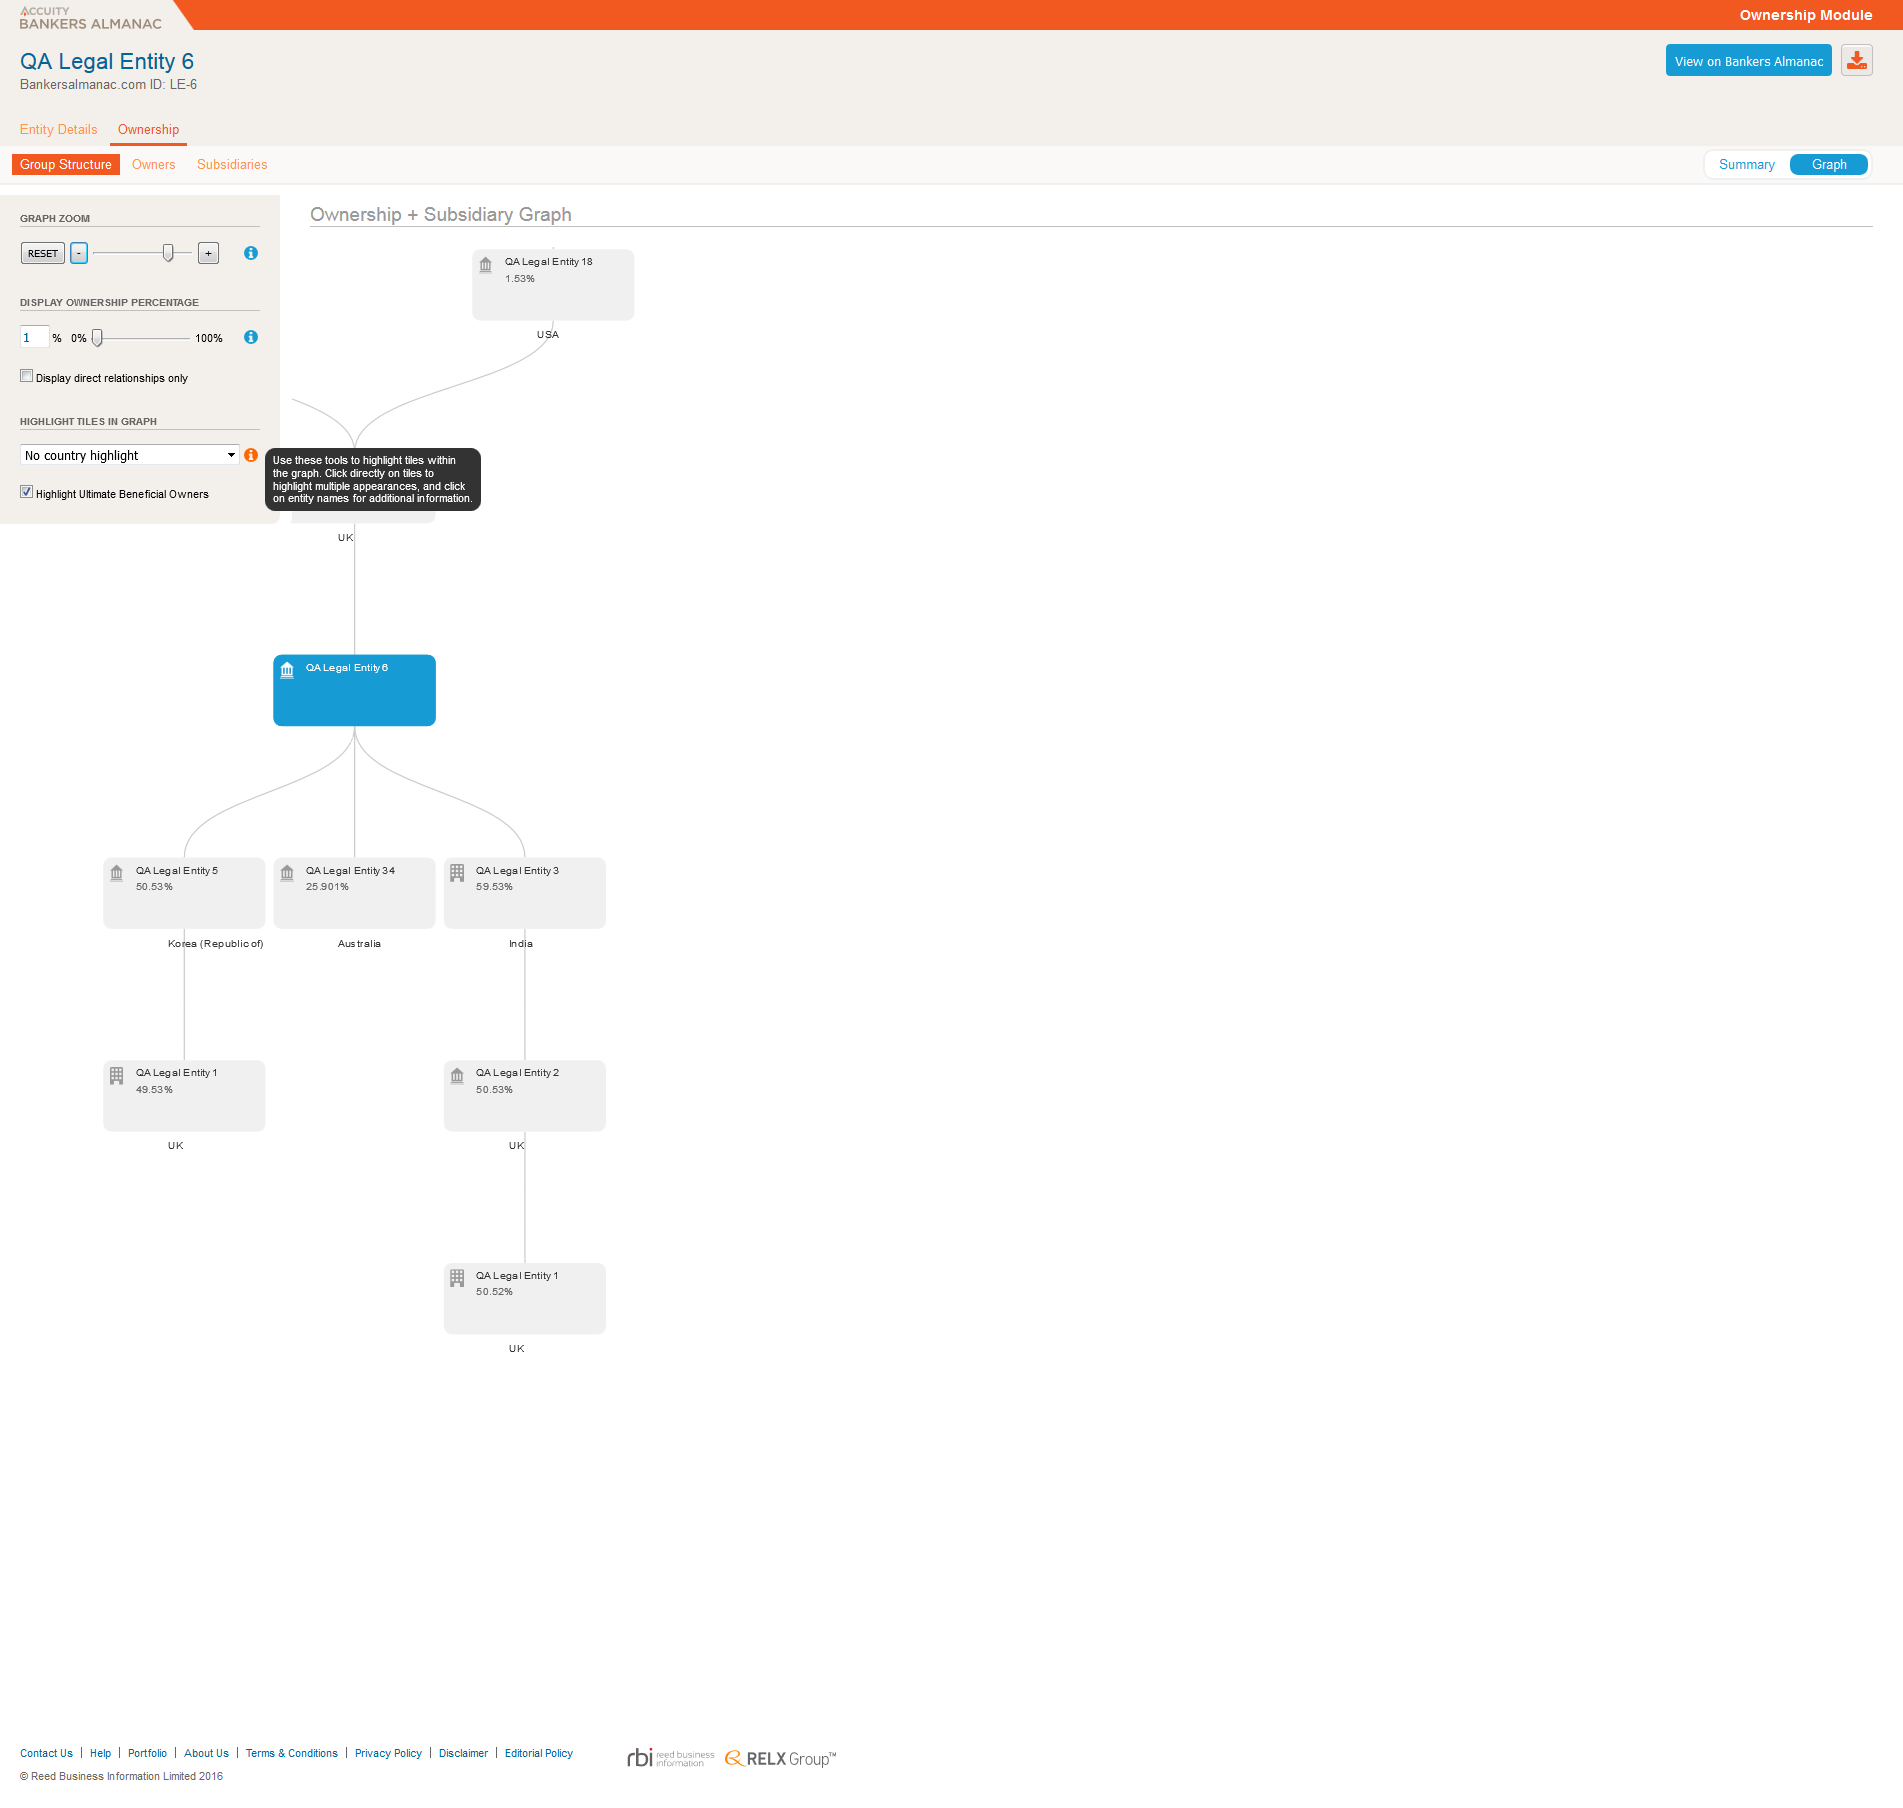 ACCUITY
BANKERS ALMANAC
Ownership Module
QA Legal Entity 6
Bankersalmanac.com ID: LE-6
View on Bankers Almanac
Entity Details Ownership
Group Structure Owners Subsidiaries
Summary Graph
GRAPH ZOOM
RESET - +
DISPLAY OWNERSHIP PERCENTAGE
1 % 0% 100%
Display direct relationships only
HIGHLIGHT TILES IN GRAPH
No country highlight
Highlight Ultimate Beneficial Owners
Use these tools to highlight tiles within
the graph. Click directly on tiles to
highlight multiple appearances, and click
on entity names for additional information.
Ownership + Subsidiary Graph
QA Legal Entity 18
1.53%
USA
UK
QA Legal Entity 6
QA Legal Entity 5
50.53%
Korea (Republic of)
QA Legal Entity 34
25.901%
Australia
QA Legal Entity 3
59.53%
India
QA Legal Entity 1
49.53%
UK
QA Legal Entity 2
50.53%
UK
QA Legal Entity 1
50.52%
UK
Contact Us | Help | Portfolio | About Us | Terms & Conditions | Privacy Policy | Disclaimer | Editorial Policy
© Reed Business Information Limited 2016
rbi reed business
information
RELX Group™